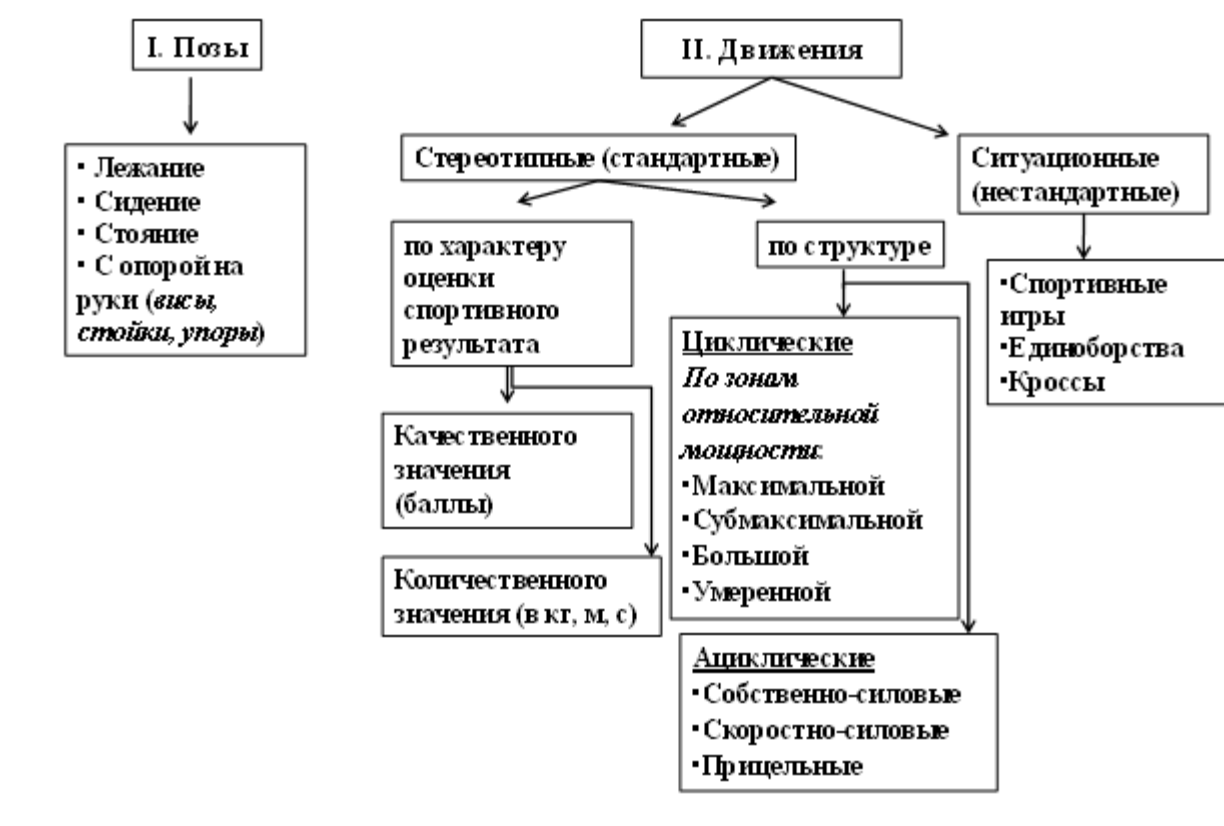 I. Позы
II. Движения
▪ Лежание
▪ Сидение
▪ Стояние
▪ С опорой на
руки (висы,
стойки, упоры)
Стереотипные (стандартные)
Ситуационные
(нестандартные)
по характеру
оценки
спортивного
результата
по структуре
▪Спортивные
игры
▪Единоборства
▪Кроссы
Качественного
значения
(баллы)
Количественного
значения (в кг, м, с)
Циклические
По зонам
относительной
мощности:
▪Максимальной
▪Субмаксимальной
▪Большой
▪Умеренной
Ациклические
▪Собственно-силовые
▪Скоростно-силовые
▪Прицельные